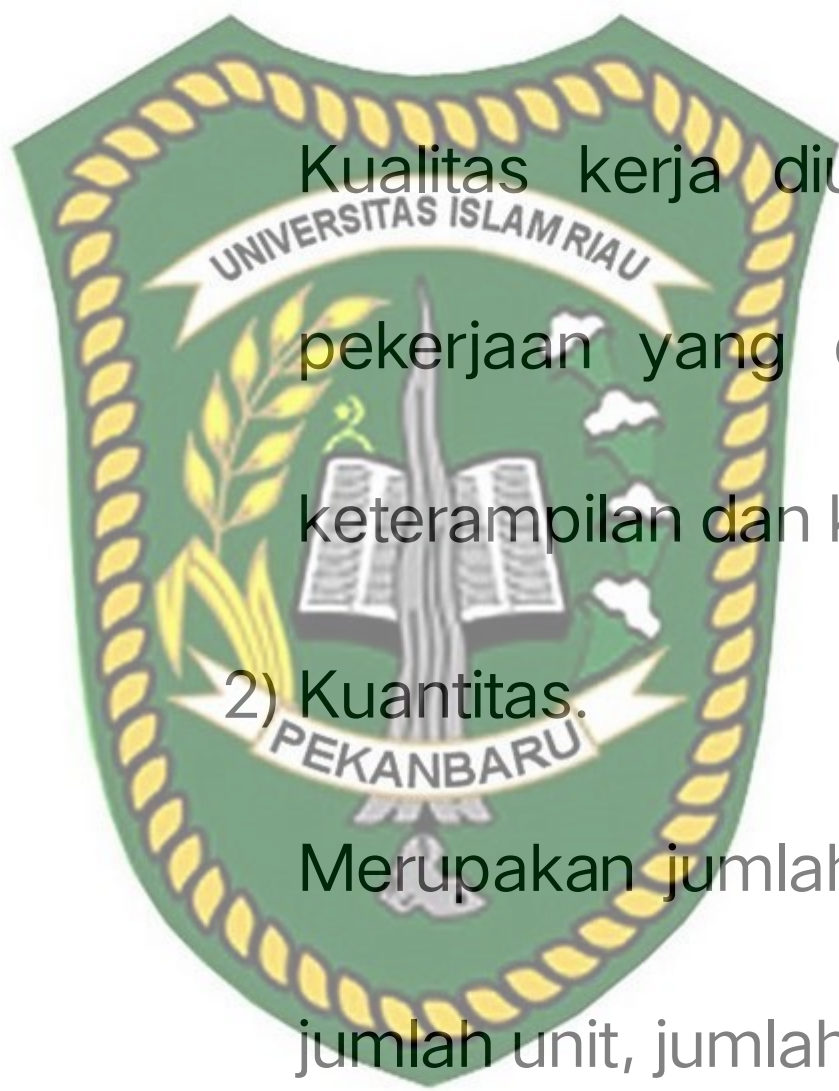 Kualitas kerja
UNIVERSITAS ISLAM RIAU
pekerjaan yang
keterampilan dan
2) Kuantitas.
PEKANBARU
Merupakan jumlah
jumlah unit, jumlah